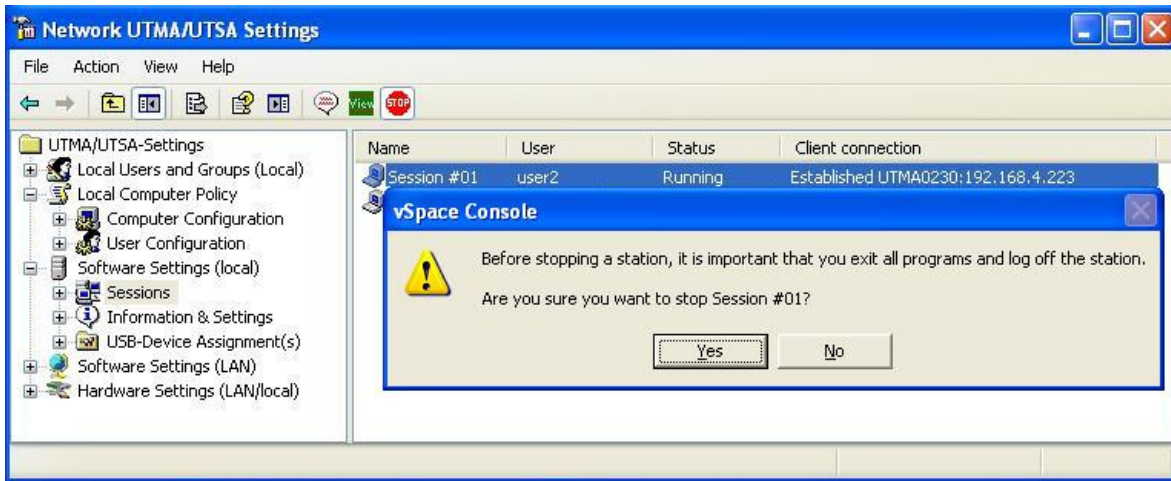 Network UTMA/UTSA Settings
File Action View Help
View STOP
UTMA/UTSA-Settings
Local Users and Groups (Local)
Local Computer Policy
Computer Configuration
User Configuration
Software Settings (local)
Sessions
Information & Settings
USB-Device Assignment(s)
Software Settings (LAN)
Hardware Settings (LAN/local)
Name User Status Client connection
Session #01 user2 Running Established UTMA0230:192.168.4.223
vSpace Console
Before stopping a station, it is important that you exit all programs and log off the station.
Are you sure you want to stop Session #01?
Yes No